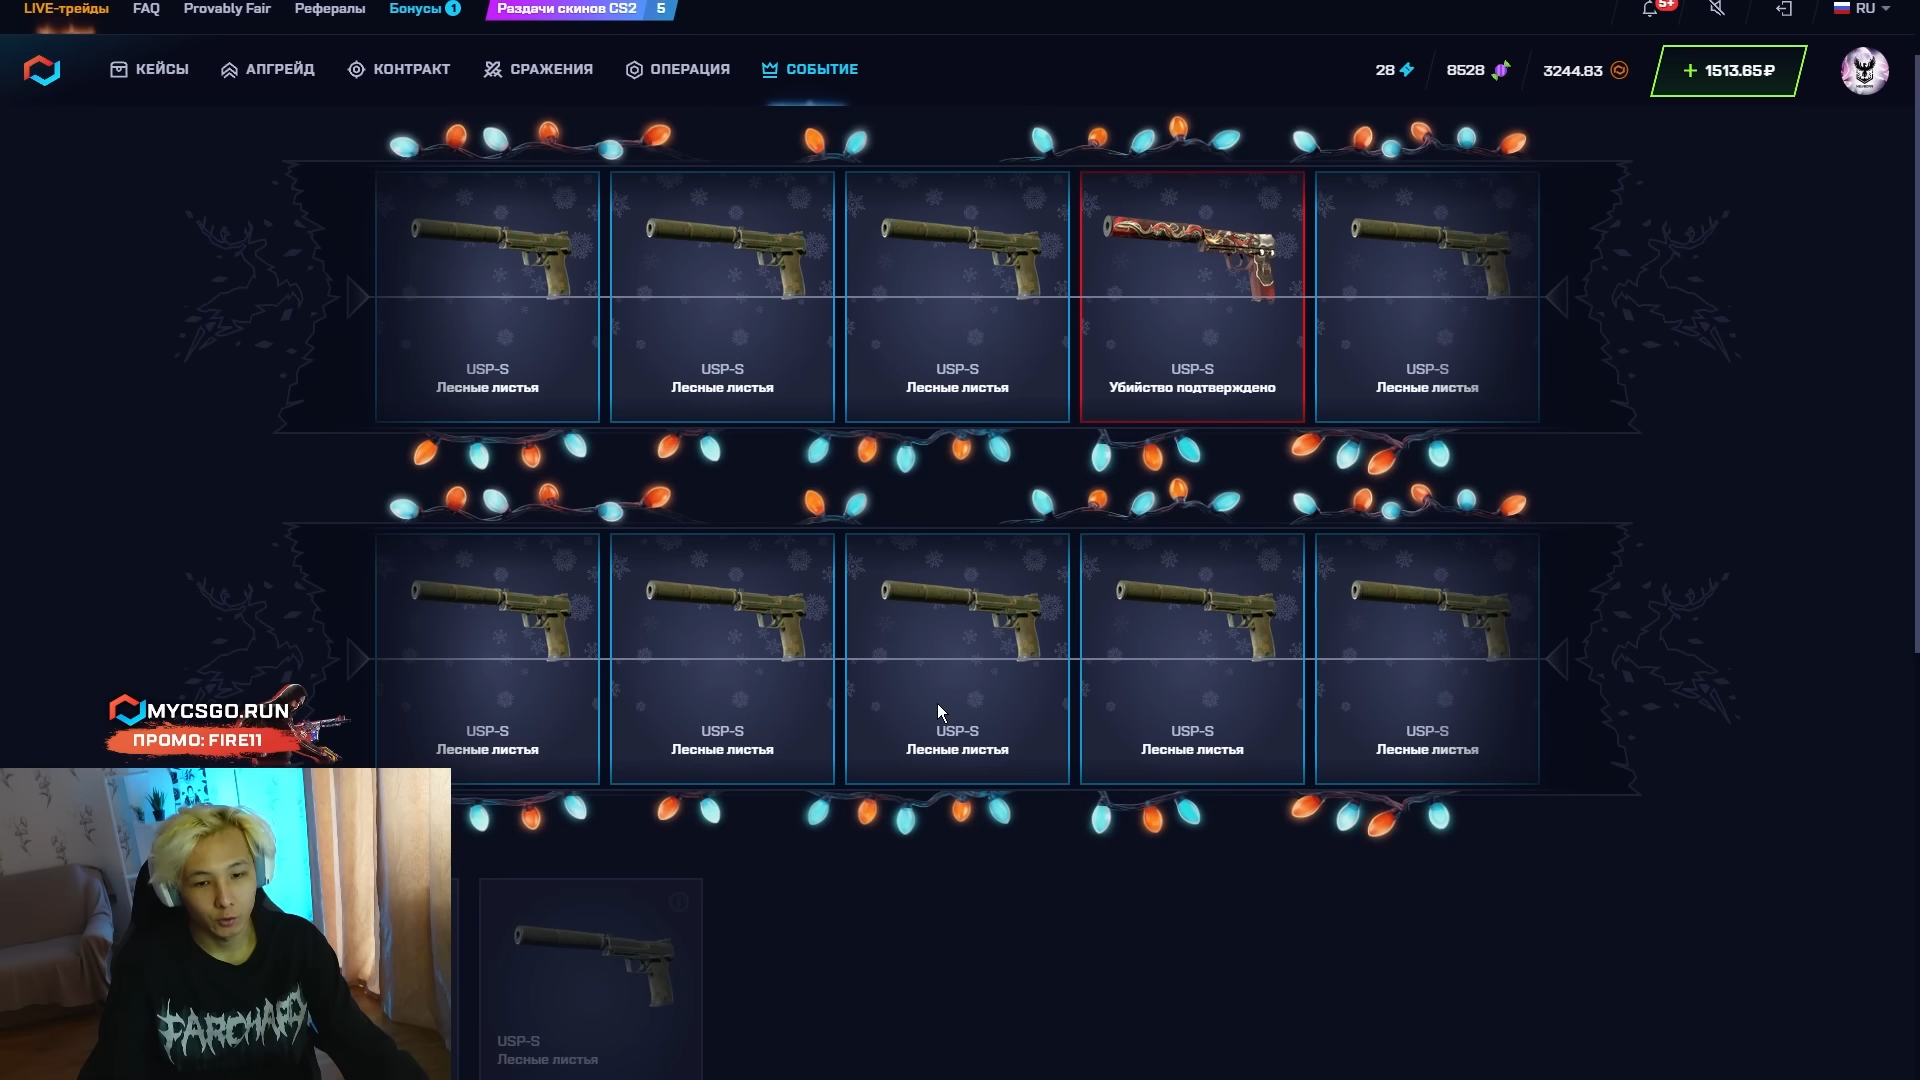 LIVE-трейды FAQ Provably Fair Рефералы Бонусы 1 Раздачи скинов CS2 5 5+ RU
КЕЙСЫ АПГРЕЙД КОНТРАКТ СРАЖЕНИЯ ОПЕРАЦИЯ СОБЫТИЕ 28 8528 3244.83 + 1513.65₽
USP-S USP-S USP-S USP-S USP-S
Лесные листья Лесные листья Лесные листья Убийство подтверждено Лесные листья
USP-S USP-S USP-S USP-S USP-S
Лесные листья Лесные листья Лесные листья Лесные листья Лесные листья
MYCSGO.RUN
ПРОМО: FIRE11
USP-S
Лесные листья